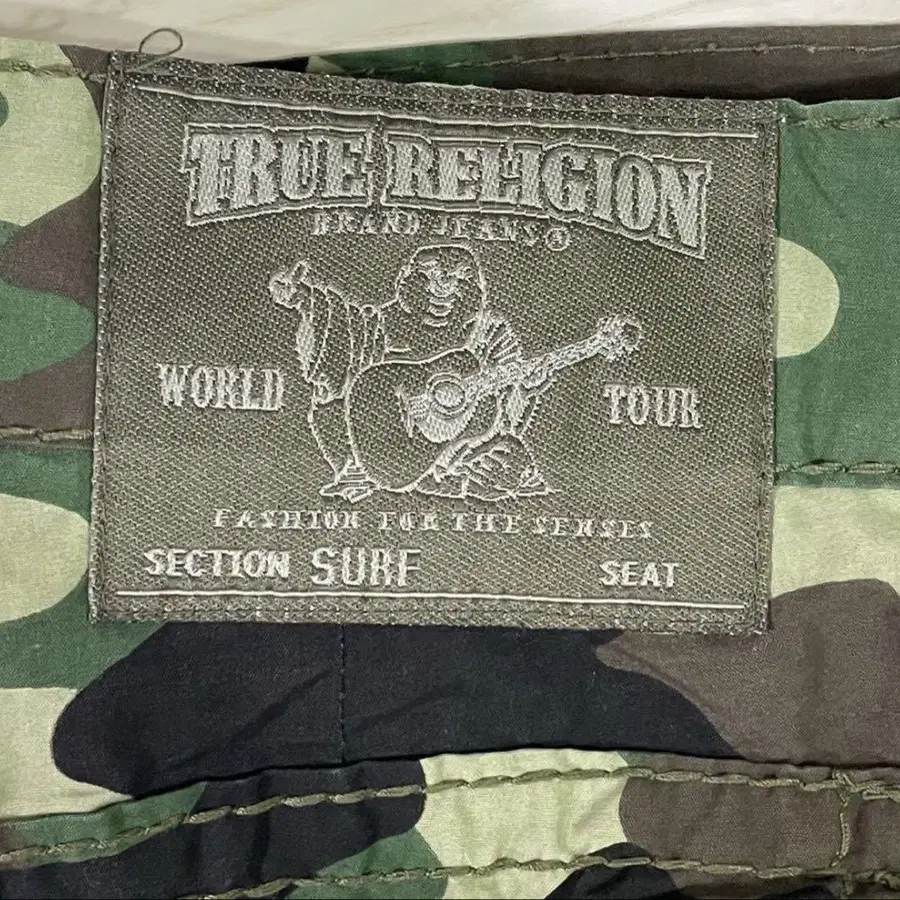 TRUE RELIGION
BRAND JEANS®
WORLD TOUR
FASHION FOR THE SENSES
SECTION SURF SEAT